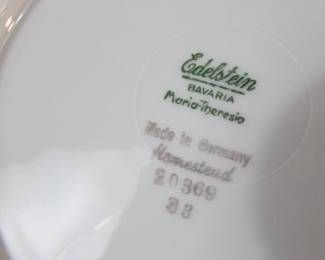 Edelstein
BAVARIA
Maria-Theresia
Made in Germany
Homestead
20369
33